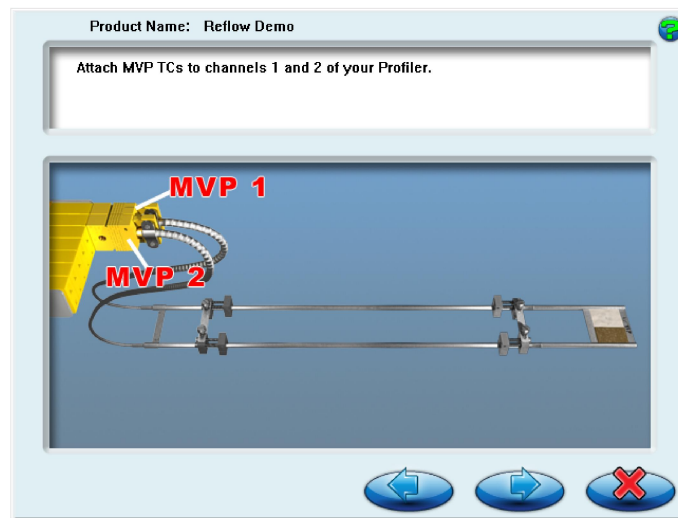 Product Name: Reflow Demo
Attach MVP TCs to channels 1 and 2 of your Profiler.
MVP 1
MVP 2